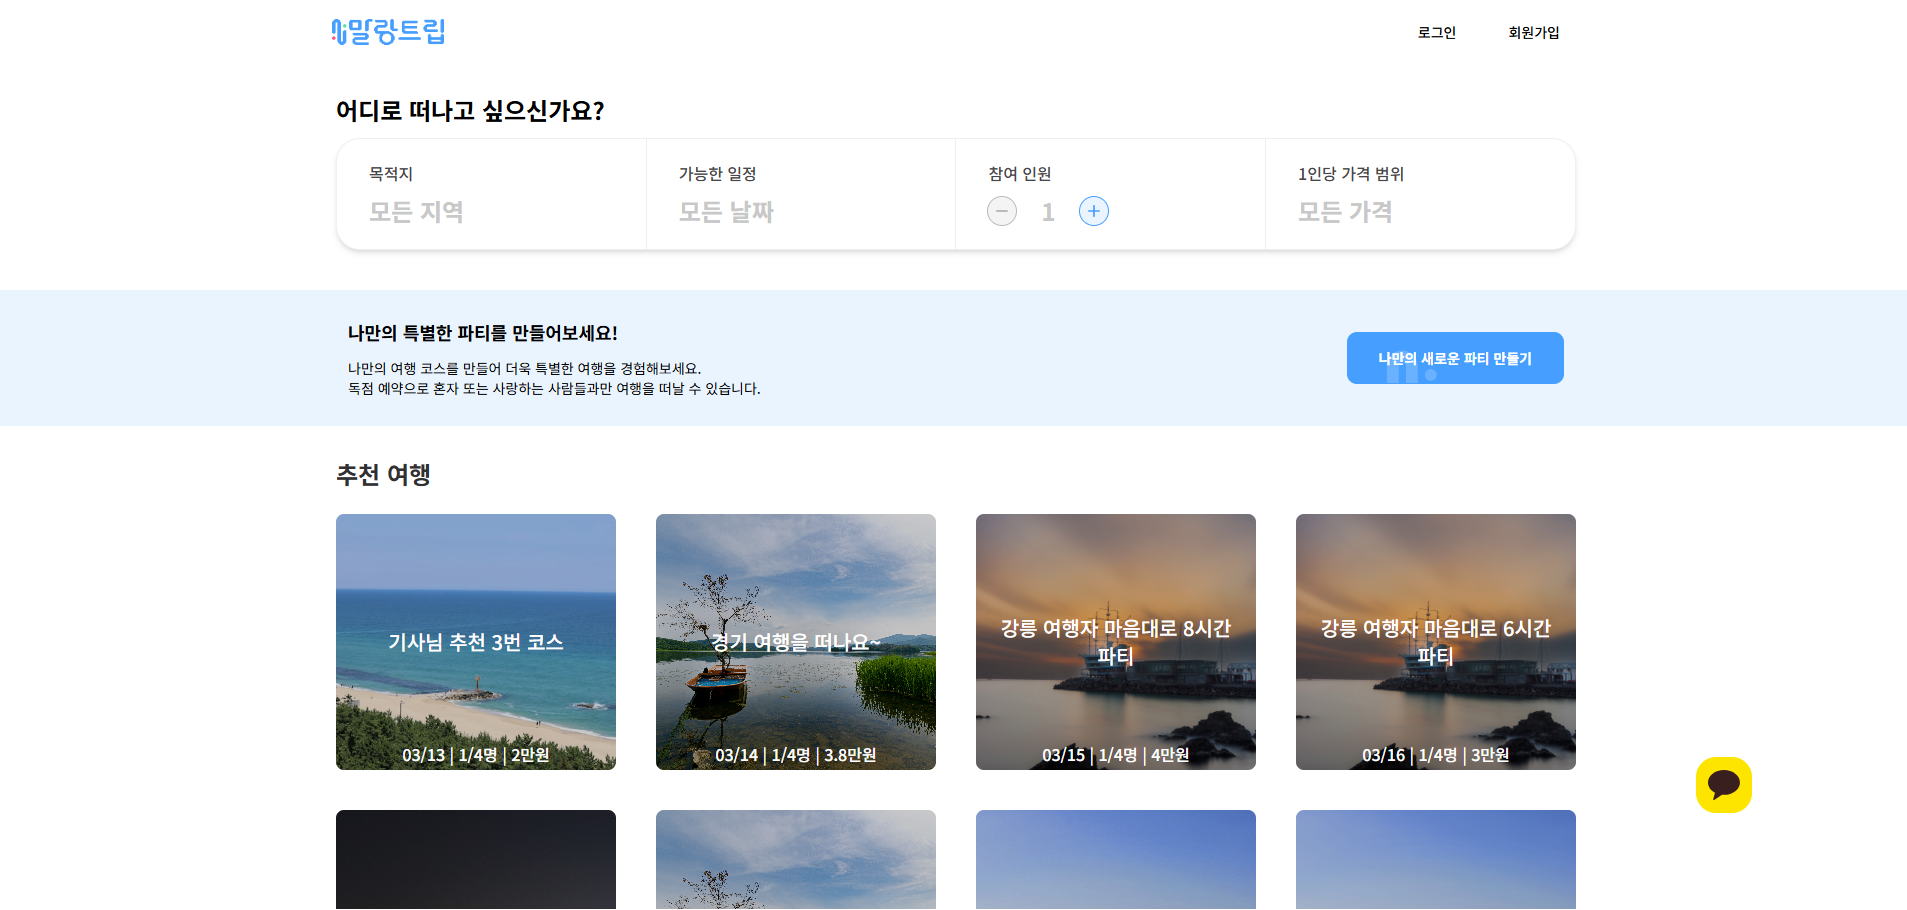 말랑트립
로그인
회원가입
어디로 떠나고 싶으신가요?
목적지
모든 지역
가능한 일정
모든 날짜
참여 인원
1
1인당 가격 범위
모든 가격
나만의 특별한 파티를 만들어보세요!
나만의 여행 코스를 만들어 더욱 특별한 여행을 경험해보세요.
독점 예약으로 혼자 또는 사랑하는 사람들과만 여행을 떠날 수 있습니다.
나만의 새로운 파티 만들기
추천 여행
기사님 추천 3번 코스
03/13 | 1/4명 | 2만원
경기 여행을 떠나요~
03/14 | 1/4명 | 3.8만원
강릉 여행자 마음대로 8시간
파티
03/15 | 1/4명 | 4만원
강릉 여행자 마음대로 6시간
파티
03/16 | 1/4명 | 3만원